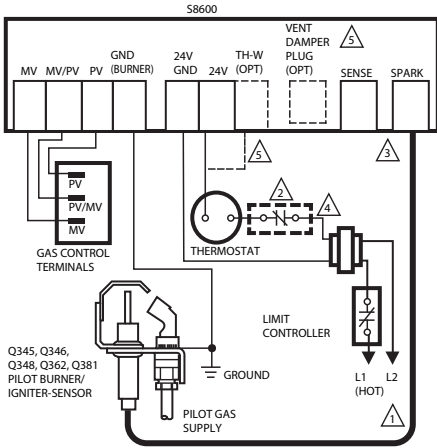 S8600
VENT
DAMPER
PLUG
(OPT)
5
MV MV/PV PV
GND
(BURNER)
24V
GND
24V
TH-W
(OPT)
SENSE
SPARK
5
3
PV
PV/MV
MV
GAS CONTROL
TERMINALS
THERMOSTAT
2
4
LIMIT
CONTROLLER
L1
(HOT)
L2
1
Q345, Q346,
Q348, Q362, Q381
PILOT BURNER/
IGNITER-SENSOR
GROUND
PILOT GAS
SUPPLY